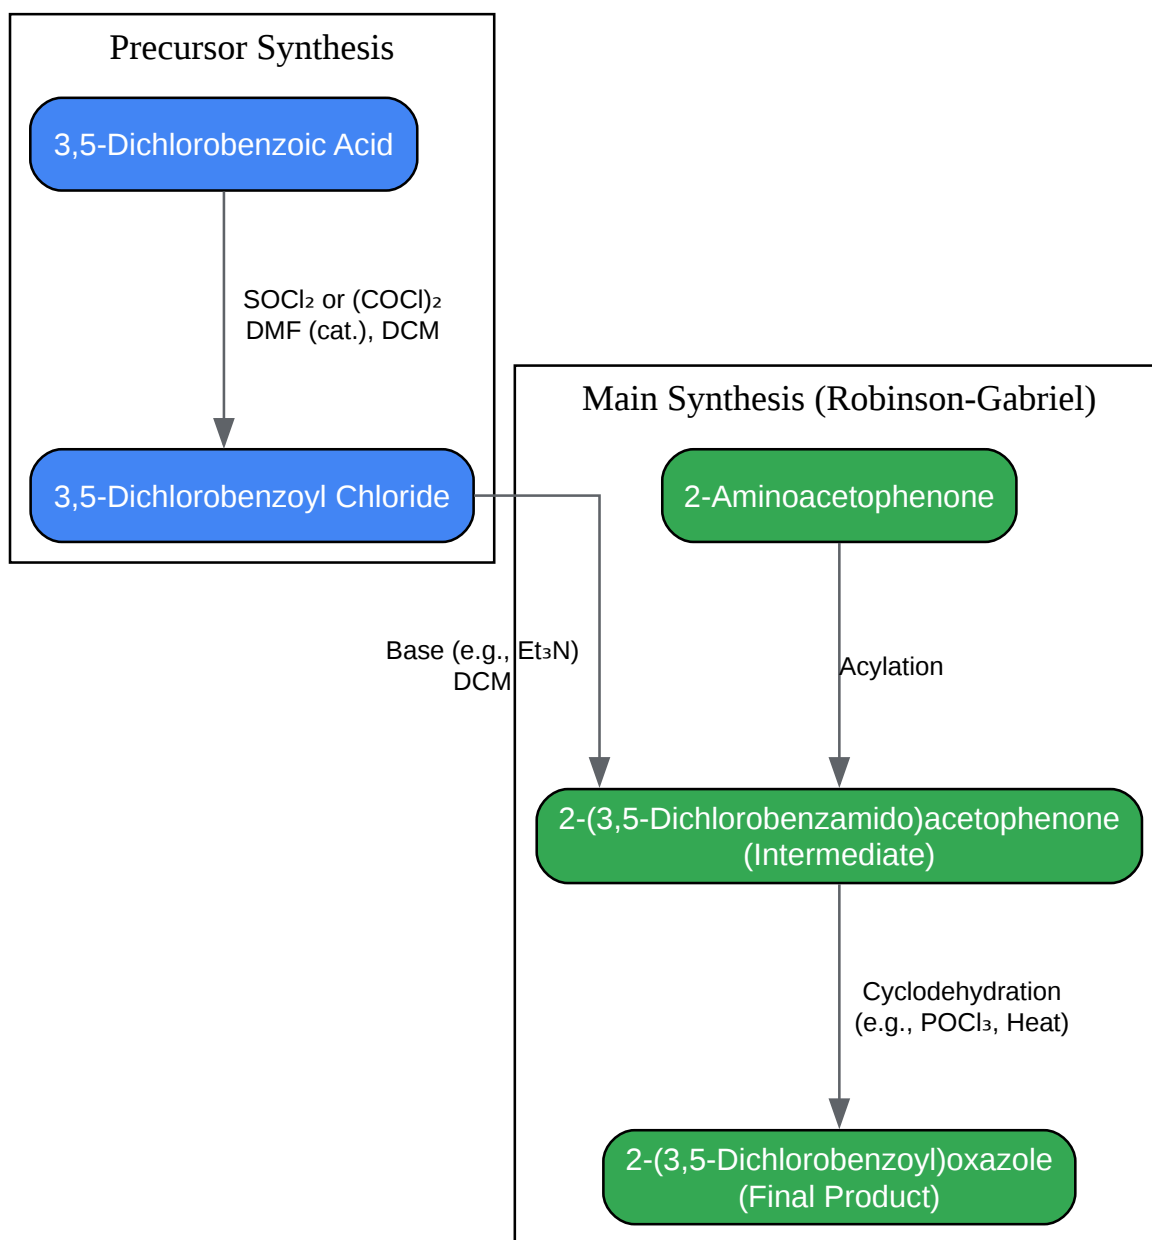 Precursor Synthesis
3,5-Dichlorobenzoic Acid
SOCl₂ or (COCl)₂
DMF (cat.), DCM
3,5-Dichlorobenzoyl Chloride
Main Synthesis (Robinson-Gabriel)
2-Aminoacetophenone
Base (e.g., Et₃N)
DCM
Acylation
2-(3,5-Dichlorobenzamido)acetophenone
(Intermediate)
Cyclodehydration
(e.g., POCl₃, Heat)
2-(3,5-Dichlorobenzoyl)oxazole
(Final Product)